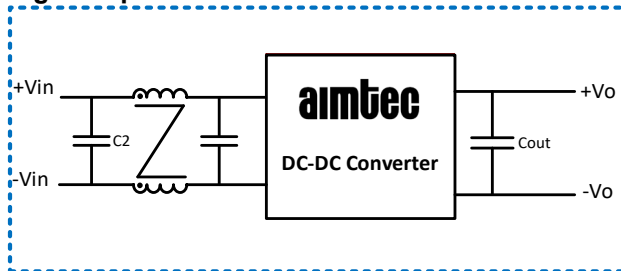 +Vin
aimtec
+Vo
C2
Cout
DC-DC Converter
-Vin
-Vo